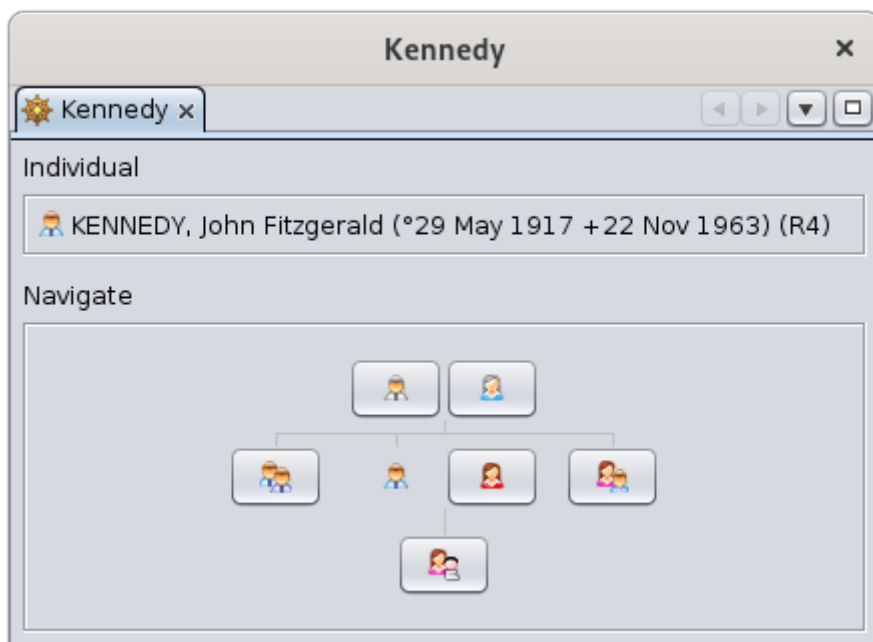 Kennedy
Kennedy
Individual
KENNEDY, John Fitzgerald (°29 May 1917 +22 Nov 1963) (R4)
Navigate